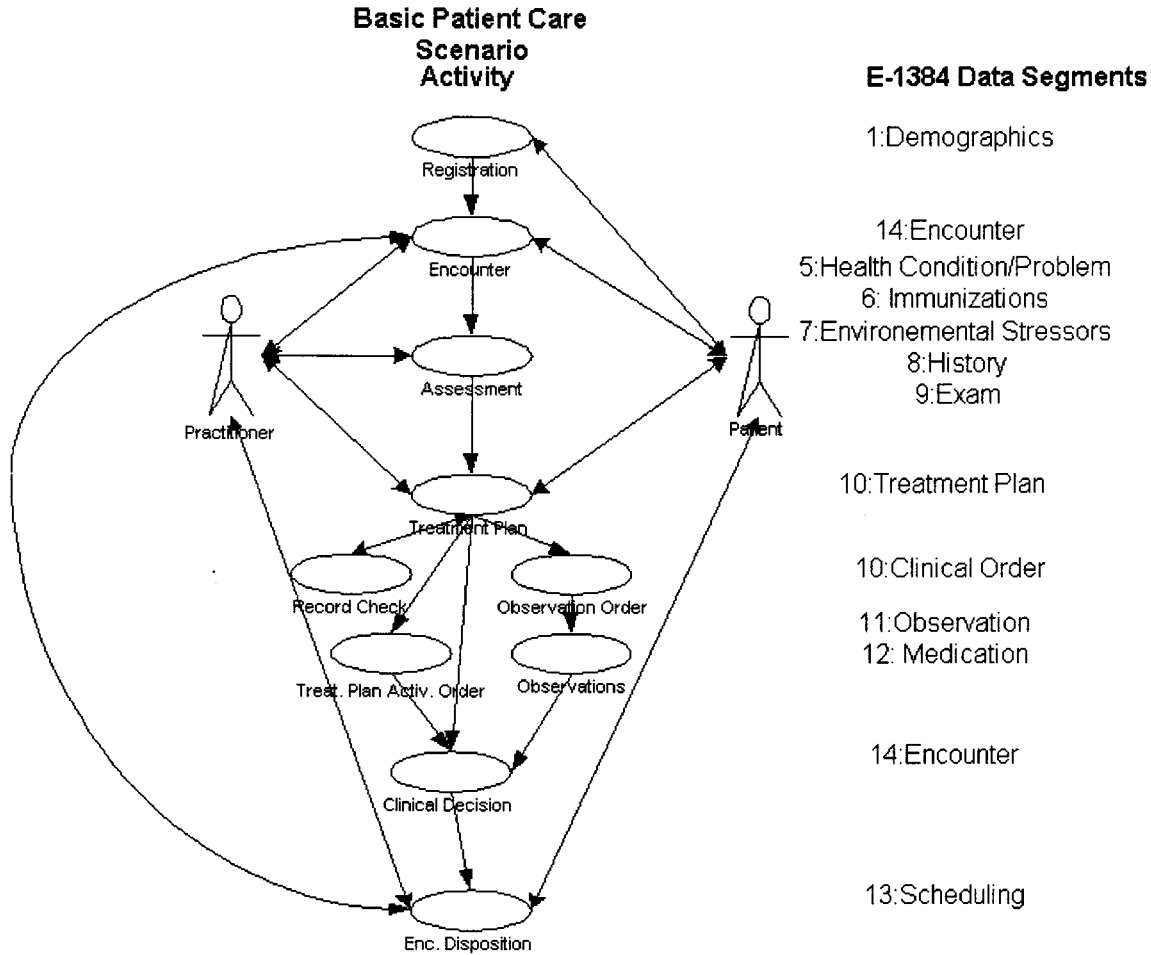 Basic Patient Care
Scenario
Activity
E-1384 Data Segments
Registration
1:Demographics
Encounter
14:Encounter
5:Health Condition/Problem
6: Immunizations
7:Environemental Stressors
8:History
9:Exam
Assessment
Practitioner
Patient
Treatment Plan
10:Treatment Plan
Record Check
Observation Order
10:Clinical Order
Treat. Plan Activ. Order
Observations
11:Observation
12: Medication
Clinical Decision
14:Encounter
Enc. Disposition
13:Scheduling